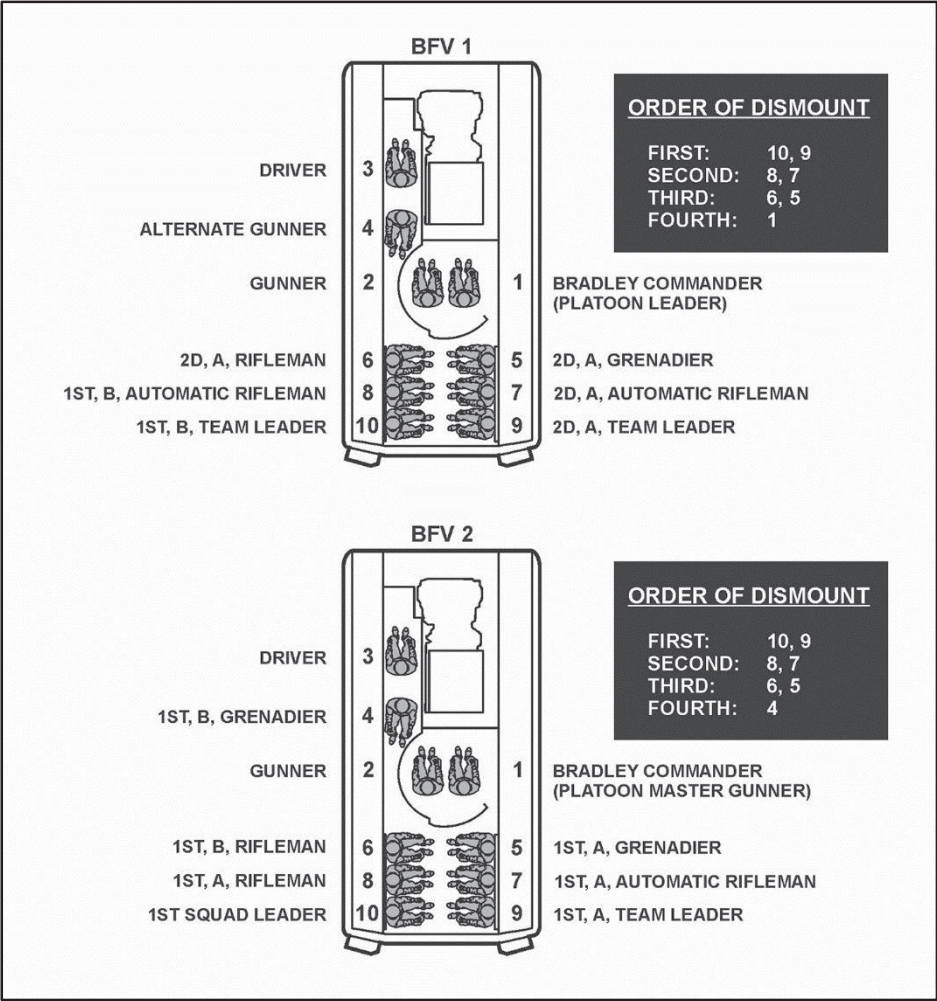 BFV 1
ORDER OF DISMOUNT
FIRST: 10, 9
SECOND: 8, 7
THIRD: 6, 5
FOURTH: 1
DRIVER 3
ALTERNATE GUNNER 4
GUNNER 2 1 BRADLEY COMMANDER
(PLATOON LEADER)
2D, A, RIFLEMAN 6 5 2D, A, GRENADIER
1ST, B, AUTOMATIC RIFLEMAN 8 7 2D, A, AUTOMATIC RIFLEMAN
1ST, B, TEAM LEADER 10 9 2D, A, TEAM LEADER
BFV 2
ORDER OF DISMOUNT
FIRST: 10, 9
SECOND: 8, 7
THIRD: 6, 5
FOURTH: 4
DRIVER 3
1ST, B, GRENADIER 4
GUNNER 2 1 BRADLEY COMMANDER
(PLATOON MASTER GUNNER)
1ST, B, RIFLEMAN 6 5 1ST, A, GRENADIER
1ST, A, RIFLEMAN 8 7 1ST, A, AUTOMATIC RIFLEMAN
1ST SQUAD LEADER 10 9 1ST, A, TEAM LEADER